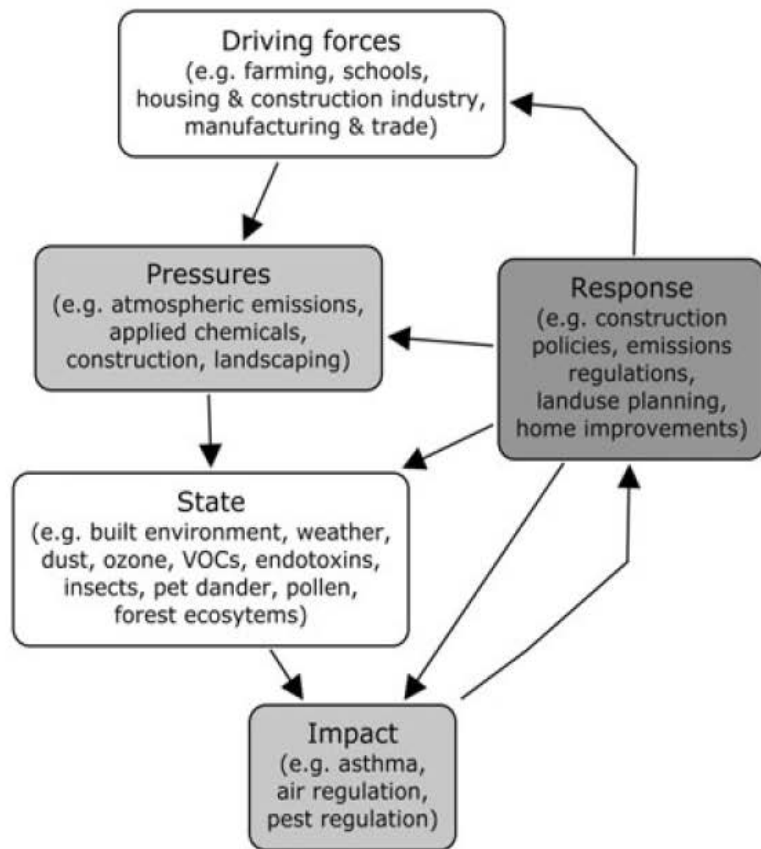 Driving forces
(e.g. farming, schools,
housing & construction industry,
manufacturing & trade)
Pressures
(e.g. atmospheric emissions,
applied chemicals,
construction, landscaping)
Response
(e.g. construction
policies, emissions
regulations,
landuse planning,
home improvements)
State
(e.g. built environment, weather,
dust, ozone, VOCs, endotoxins,
insects, pet dander, pollen,
forest ecosytems)
Impact
(e.g. asthma,
air regulation,
pest regulation)